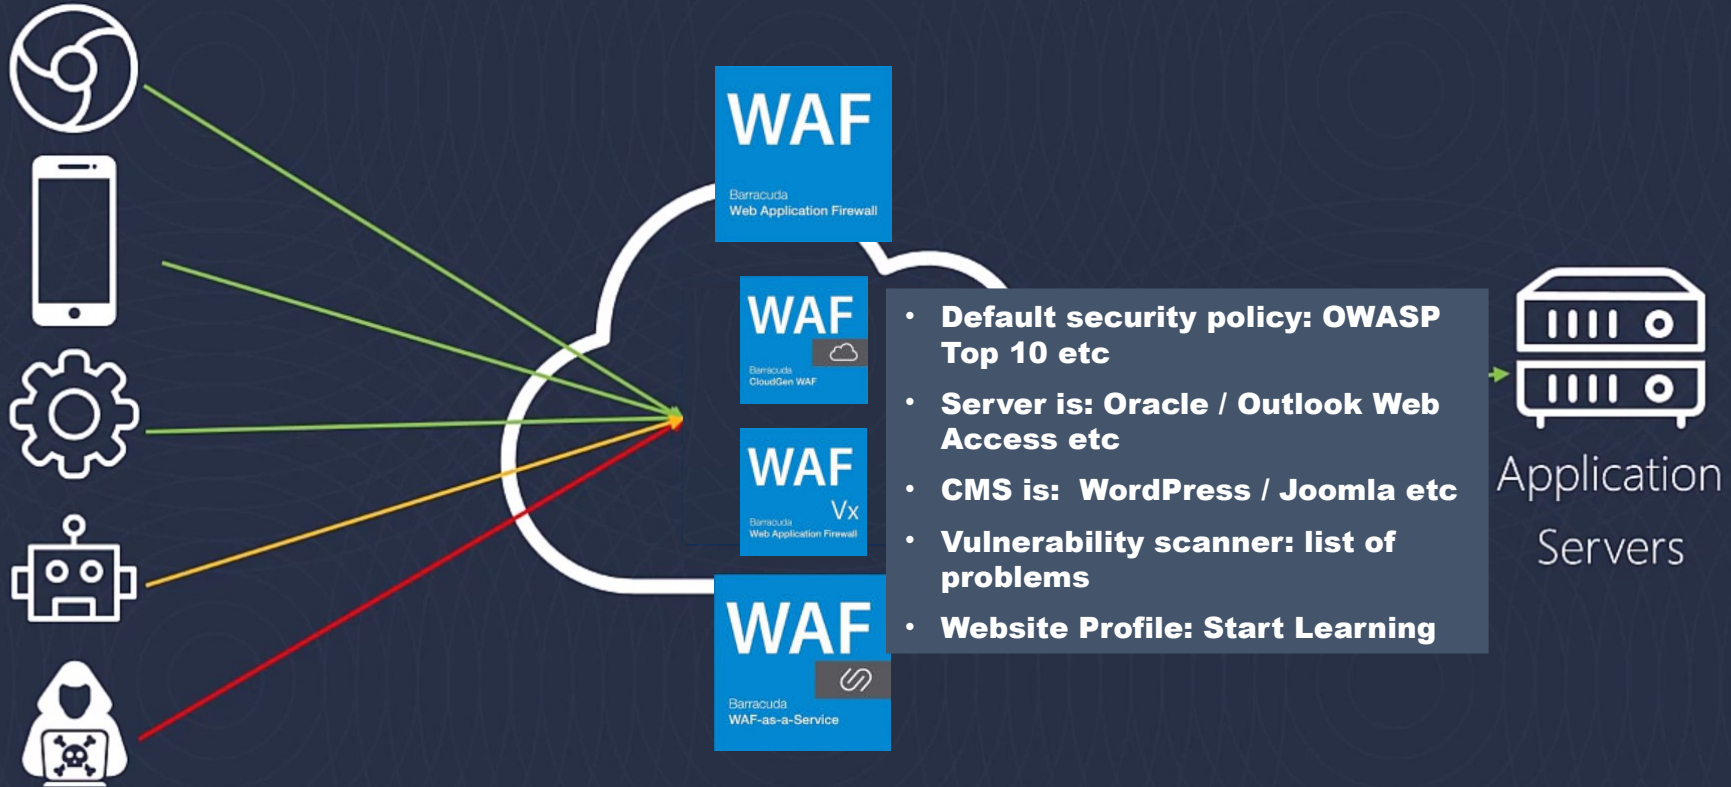 WAF
Barracuda
Web Application Firewall
WAF
Barracuda
CloudGen WAF
WAF
Vx
Barracuda
Web Application Firewall
WAF
Barracuda
WAF-as-a-Service
• Default security policy: OWASP
Top 10 etc
• Server is: Oracle / Outlook Web
Access etc
• CMS is:  WordPress / Joomla etc
• Vulnerability scanner: list of
problems
• Website Profile: Start Learning
Application
Servers